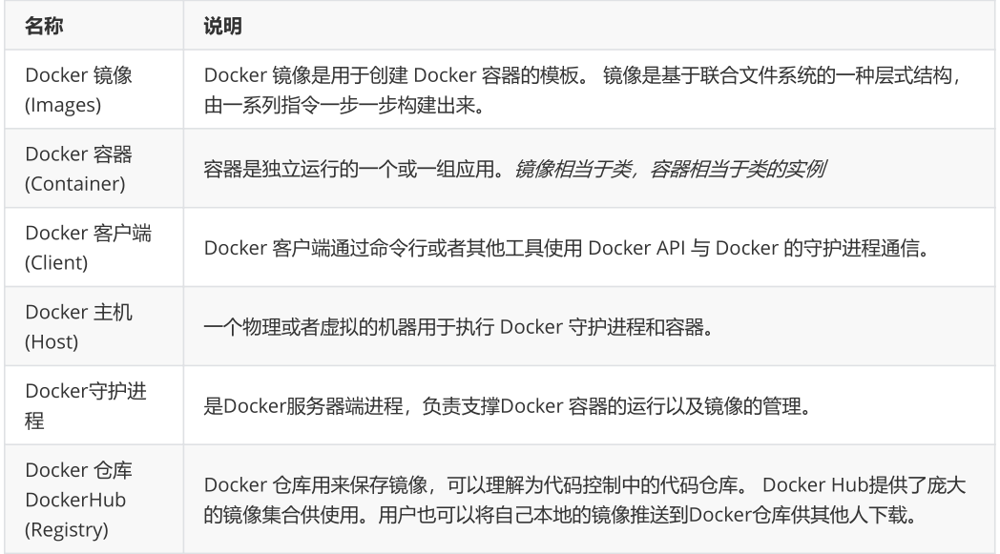 名称
说明
Docker 镜像
(Images)
Docker 镜像是用于创建 Docker 容器的模板。 镜像是基于联合文件系统的一种层式结构，
由一系列指令一步一步构建出来。
Docker 容器
(Container)
容器是独立运行的一个或一组应用。镜像相当于类，容器相当于类的实例
Docker 客户端
(Client)
Docker 客户端通过命令行或者其他工具使用 Docker API 与 Docker 的守护进程通信。
Docker 主机
(Host)
一个物理或者虚拟的机器用于执行 Docker 守护进程和容器。
Docker守护进
程
是Docker服务器端进程，负责支撑Docker 容器的运行以及镜像的管理。
Docker 仓库
DockerHub
(Registry)
Docker 仓库用来保存镜像，可以理解为代码控制中的代码仓库。 Docker Hub提供了庞大
的镜像集合供使用。用户也可以将自己本地的镜像推送到Docker仓库供其他人下载。